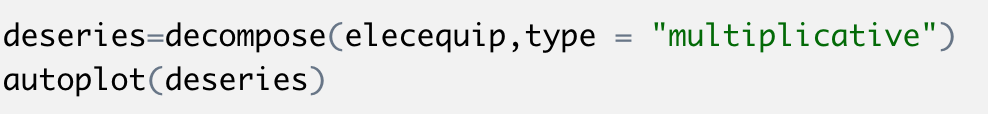 deseries=decompose(elecequip,type = "multiplicative")
autoplot(deseries)